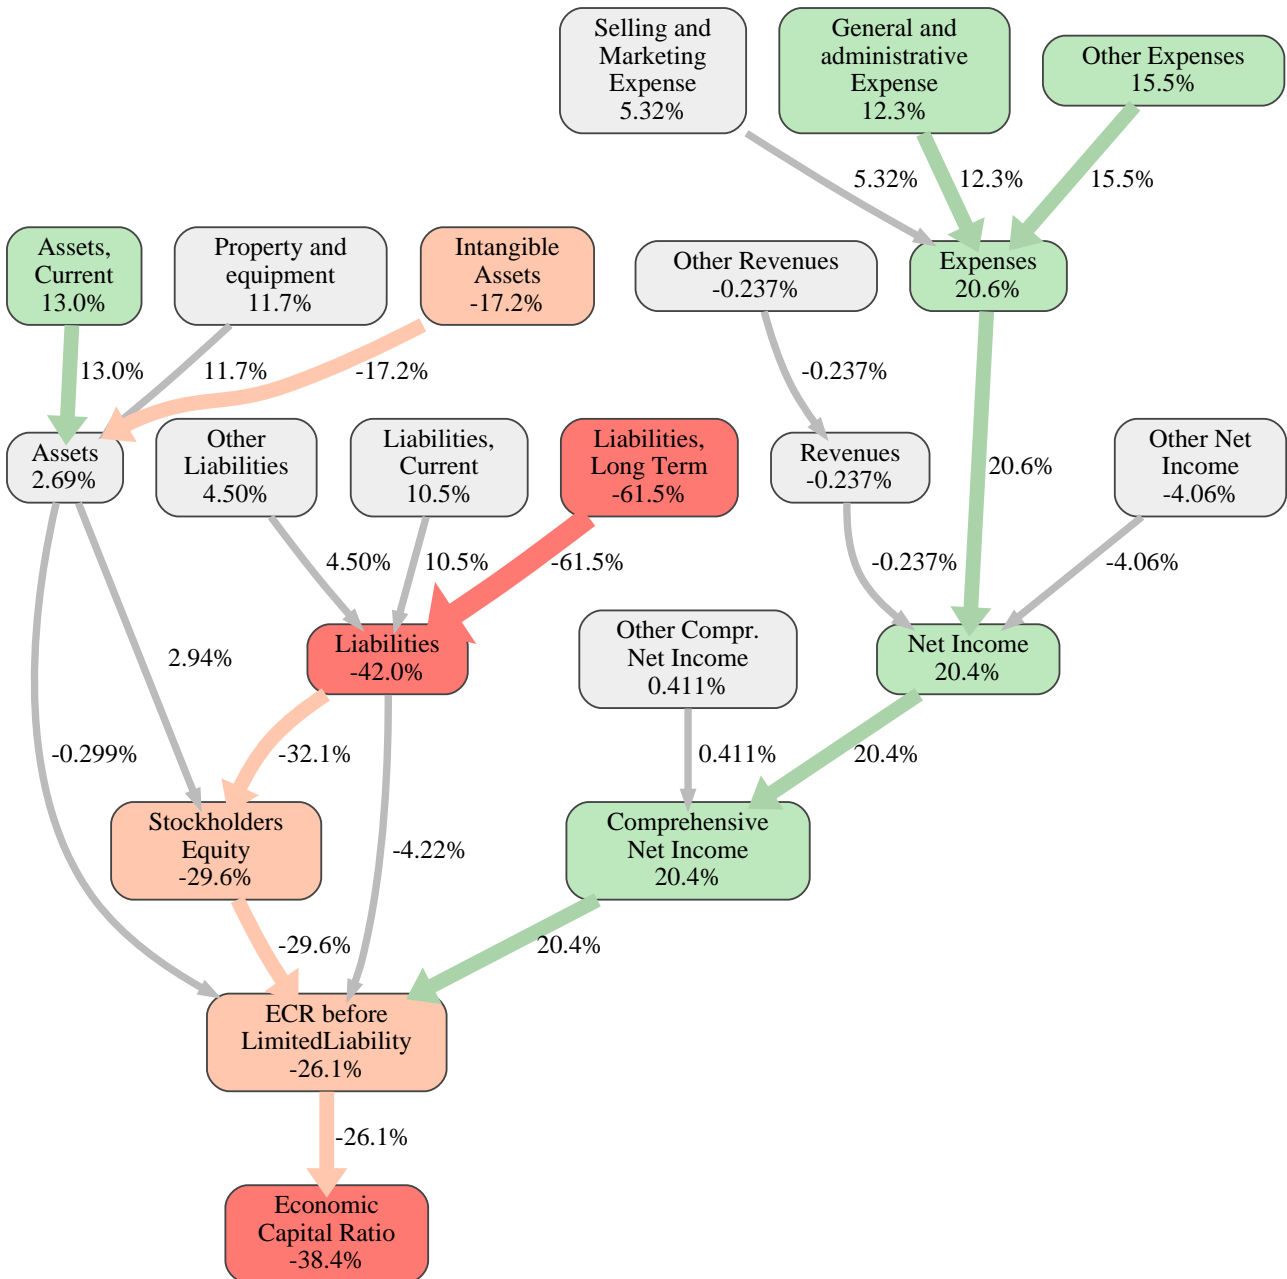 Selling and
Marketing
Expense
5.32%
General and
administrative
Expense
12.3%
Other Expenses
15.5%
5.32%
12.3%
15.5%
Assets,
Current
13.0%
Property and
equipment
11.7%
Intangible
Assets
-17.2%
Other Revenues
-0.237%
Expenses
20.6%
13.0%
11.7%
-17.2%
-0.237%
20.6%
Assets
2.69%
Other
Liabilities
4.50%
Liabilities,
Current
10.5%
Liabilities,
Long Term
-61.5%
Revenues
-0.237%
Other Net
Income
-4.06%
4.50%
10.5%
-61.5%
-0.237%
-4.06%
2.94%
Liabilities
-42.0%
Other Compr.
Net Income
0.411%
Net Income
20.4%
-0.299%
-32.1%
0.411%
20.4%
Stockholders
Equity
-29.6%
-4.22%
Comprehensive
Net Income
20.4%
-29.6%
20.4%
ECR before
LimitedLiability
-26.1%
-26.1%
Economic
Capital Ratio
-38.4%